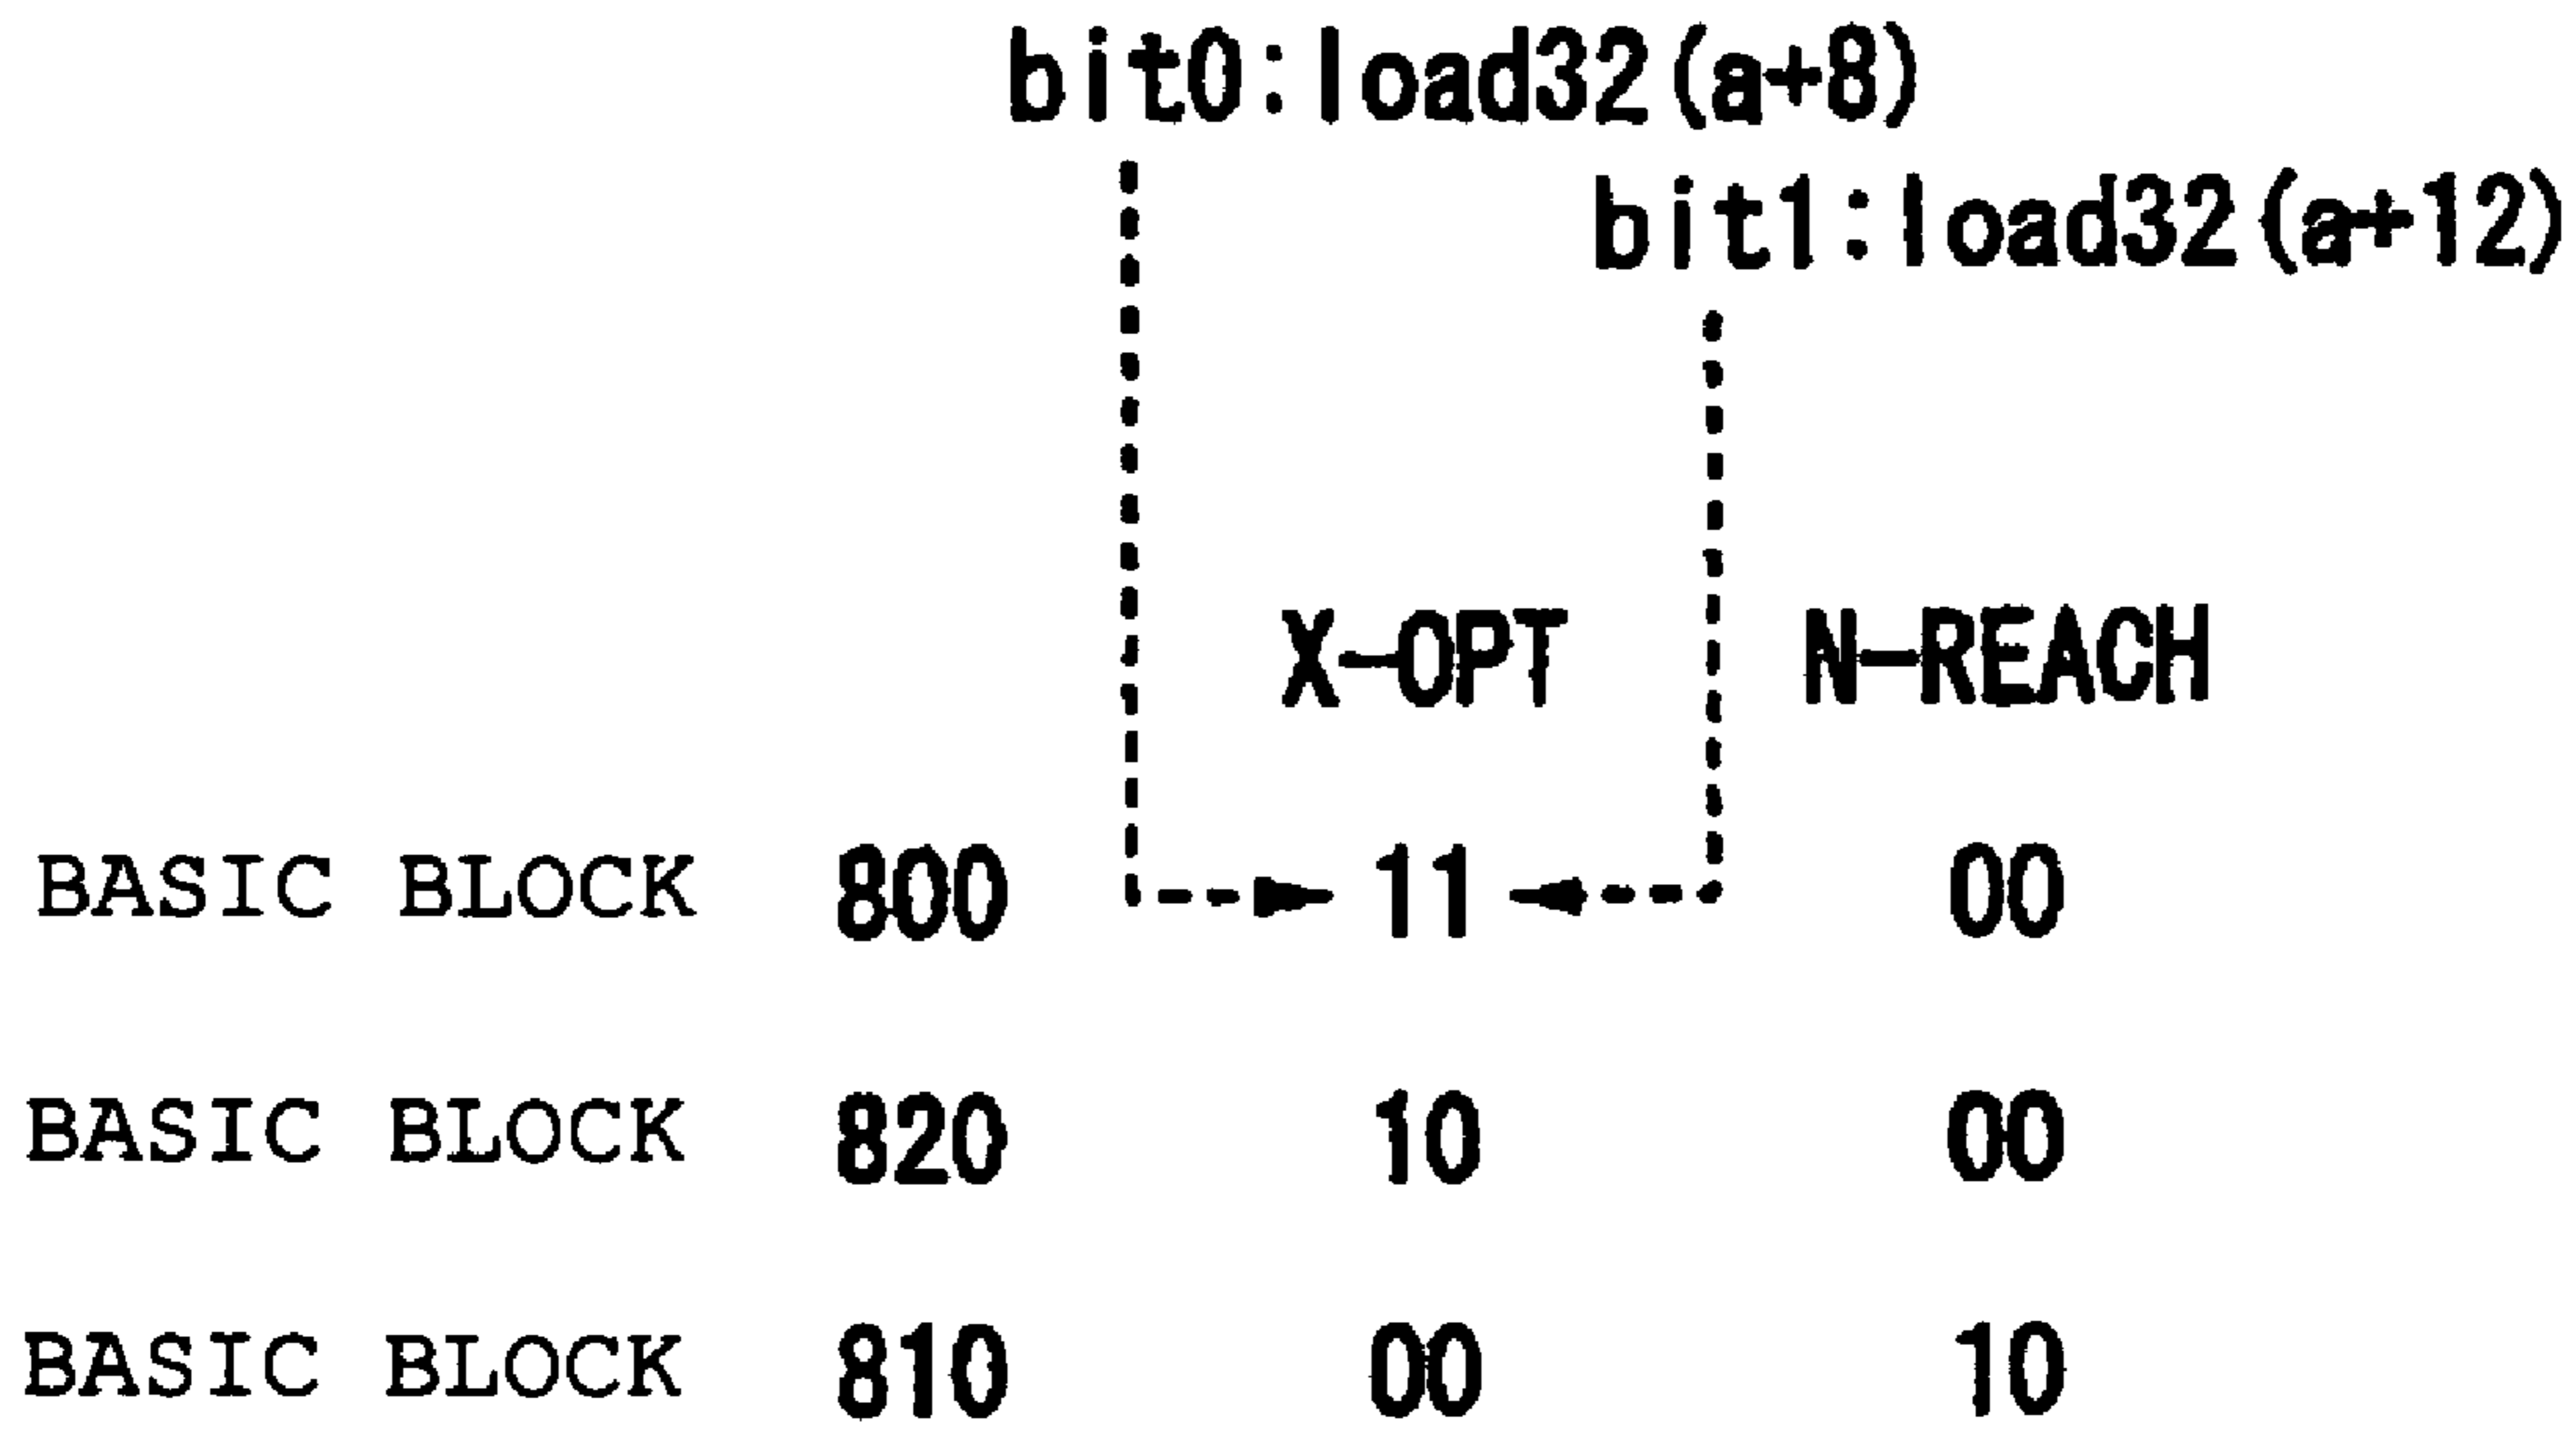 bit0:load32(a+8)
bit1:load32(a+12)
X-OPT N-REACH
BASIC BLOCK 800 11 00
BASIC BLOCK 820 10 00
BASIC BLOCK 810 00 10